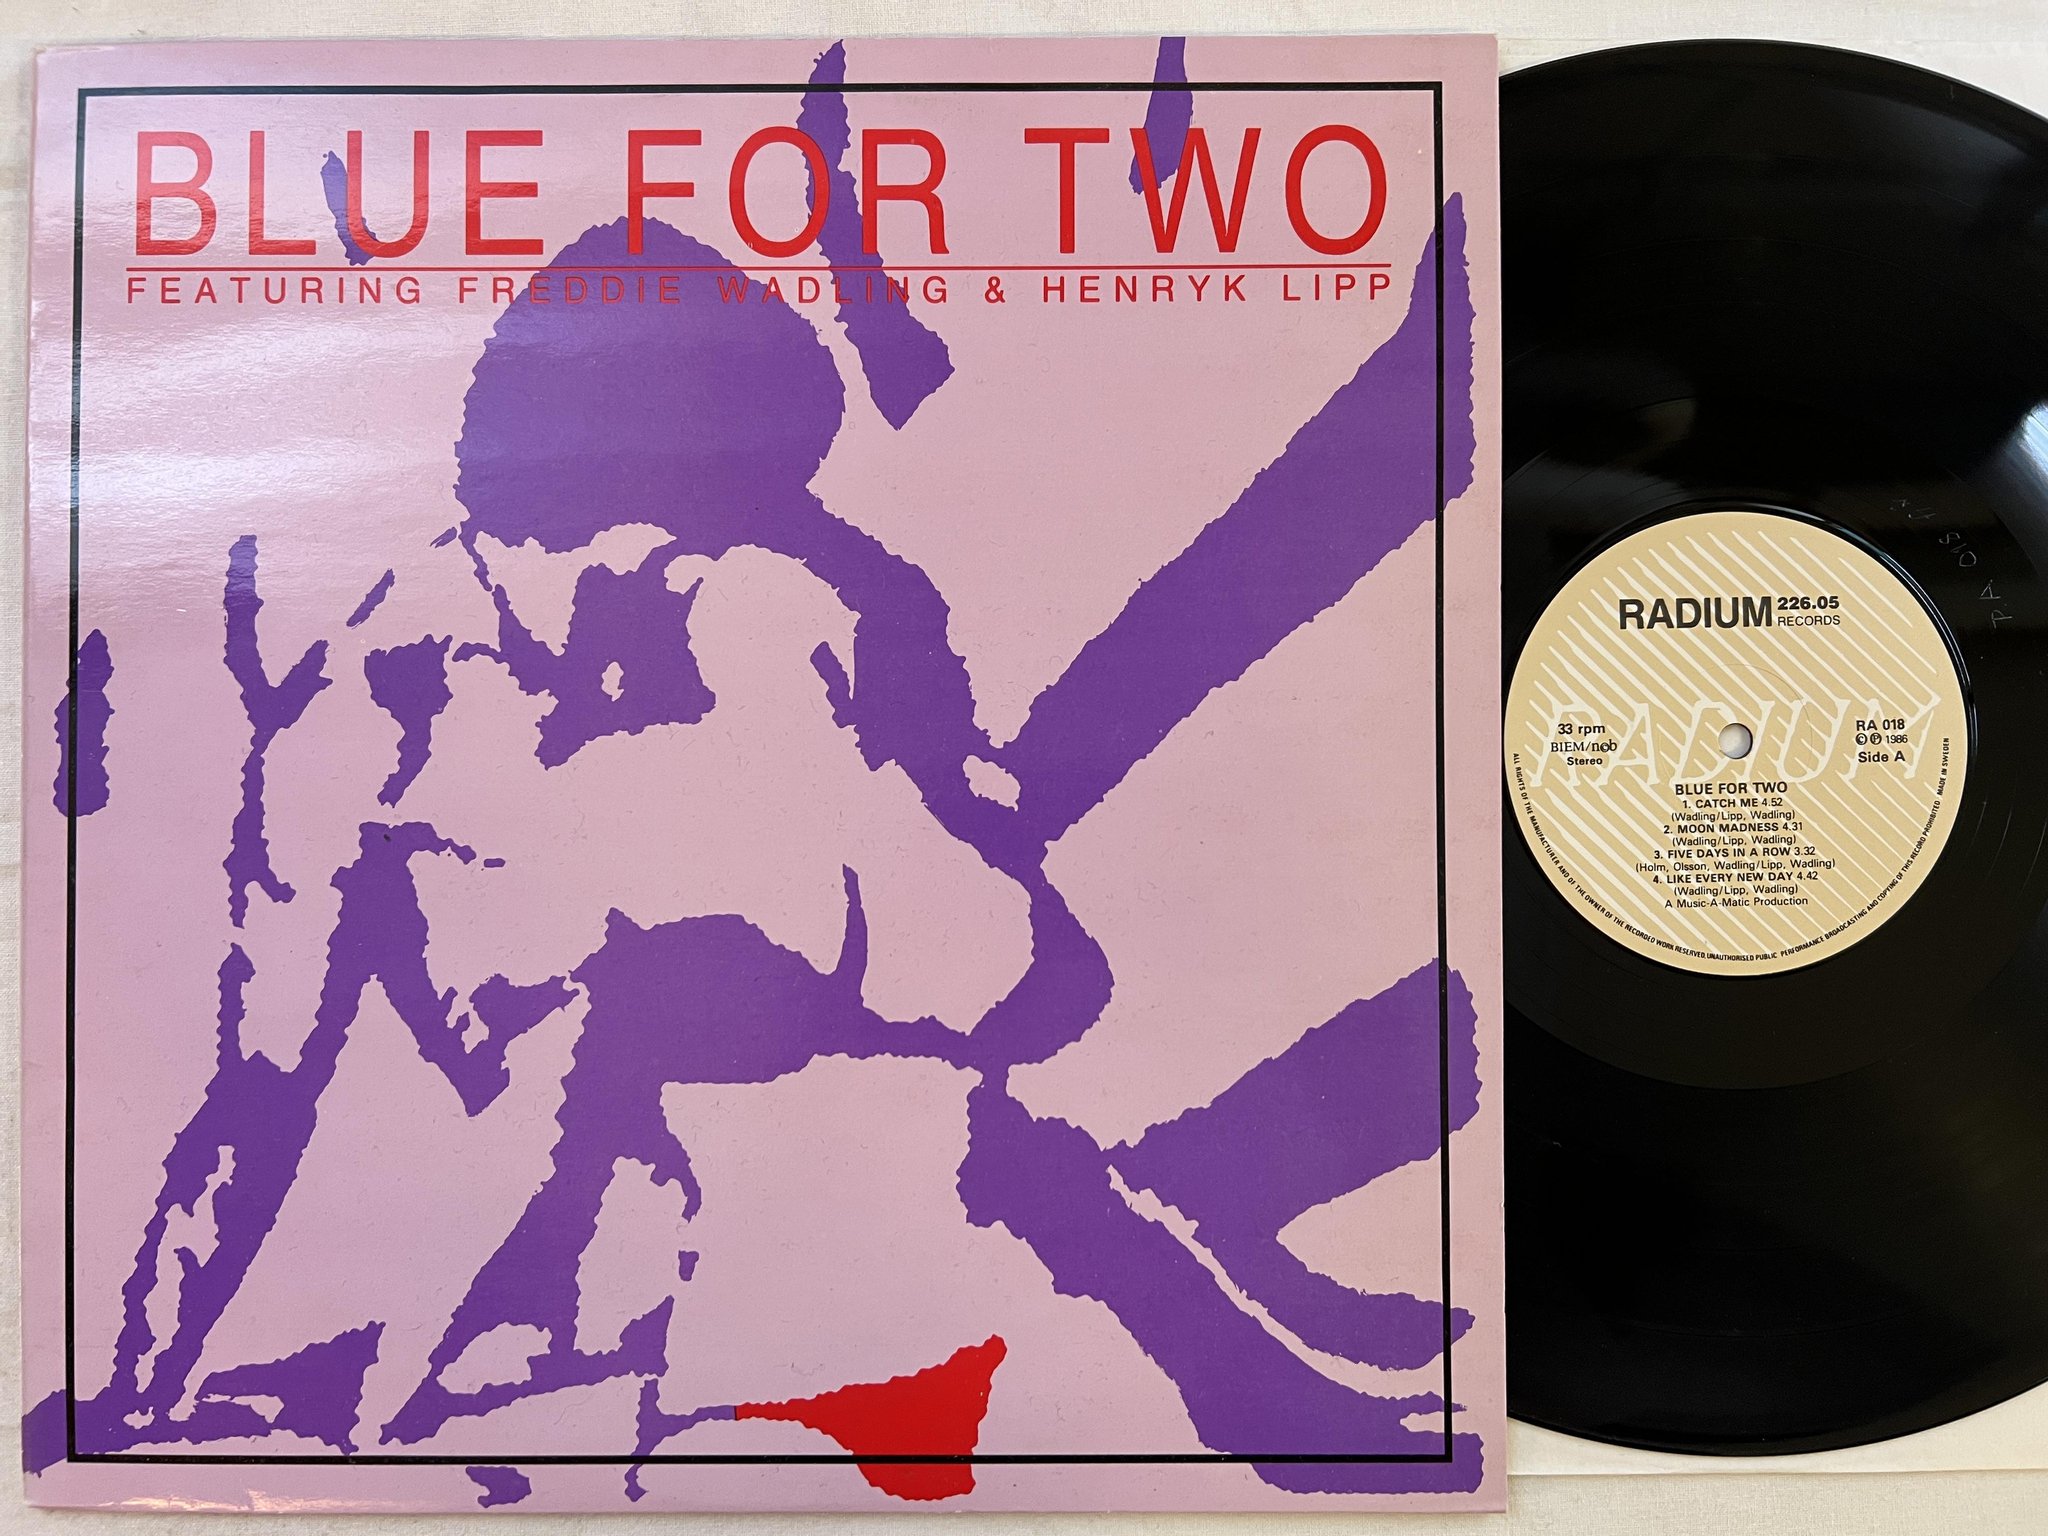 BLUE FOR TWO
FEATURING FREDDIE WADLING & HENRYK LIPP
RADIUM 226.05
RECORDS
RADIUM
33 rpm
BIEM/ncb
Stereo
RA 018
© ℗ 1986
Side A
BLUE FOR TWO
1. CATCH ME 4.52
(Wadling/Lipp, Wadling)
2. MOON MADNESS 4.31
(Wadling/Lipp, Wadling)
3. FIVE DAYS IN A ROW 3.32
(Holm, Olsson, Wadling/Lipp, Wadling)
4. LIKE EVERY NEW DAY 4.42
(Wadling/Lipp, Wadling)
A Music-A-Matic Production
ALL RIGHTS OF THE MANUFACTURER AND OF THE OWNER OF THE RECORDED WORK RESERVED. UNAUTHORISED PUBLIC PERFORMANCE BROADCASTING AND COPYING OF THIS RECORD PROHIBITED MADE IN SWEDEN